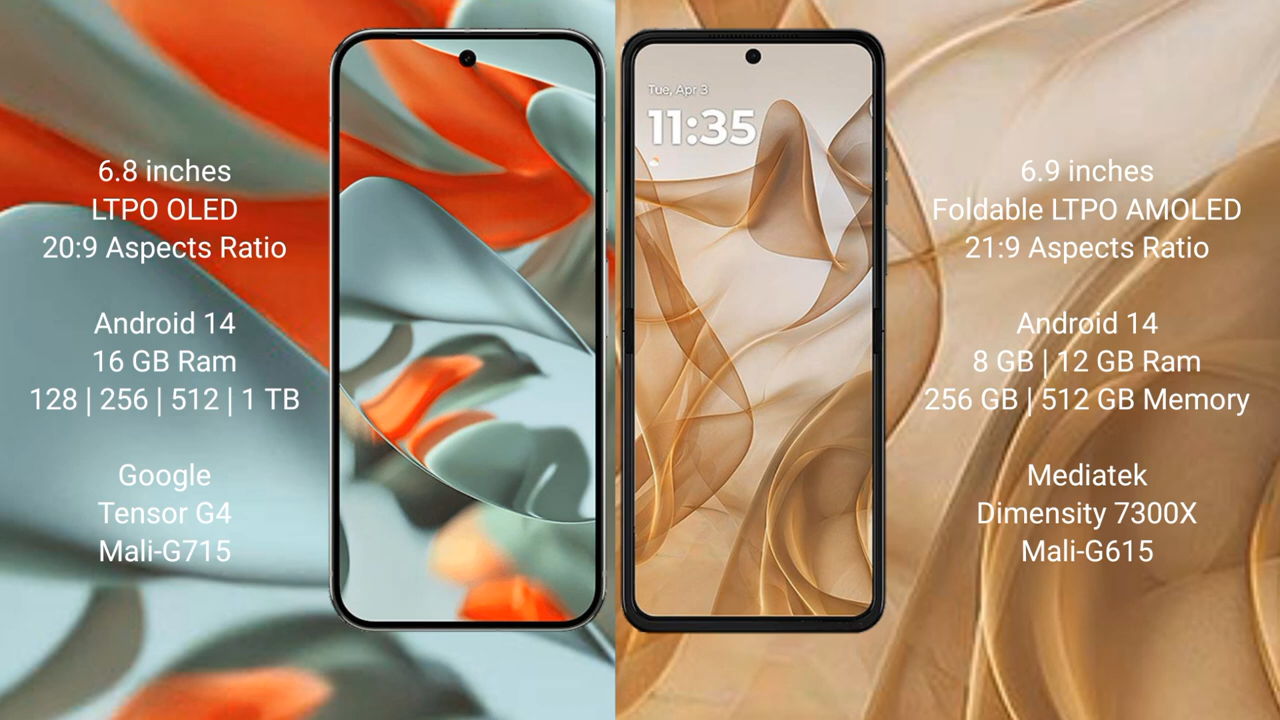 6.8 inches
LTPO OLED
20:9 Aspects Ratio
Android 14
16 GB Ram
128 | 256 | 512 | 1 TB
Google
Tensor G4
Mali-G715
Tue, Apr 3
11:35
6.9 inches
Foldable LTPO AMOLED
21:9 Aspects Ratio
Android 14
8 GB | 12 GB Ram
256 GB | 512 GB Memory
Mediatek
Dimensity 7300X
Mali-G615